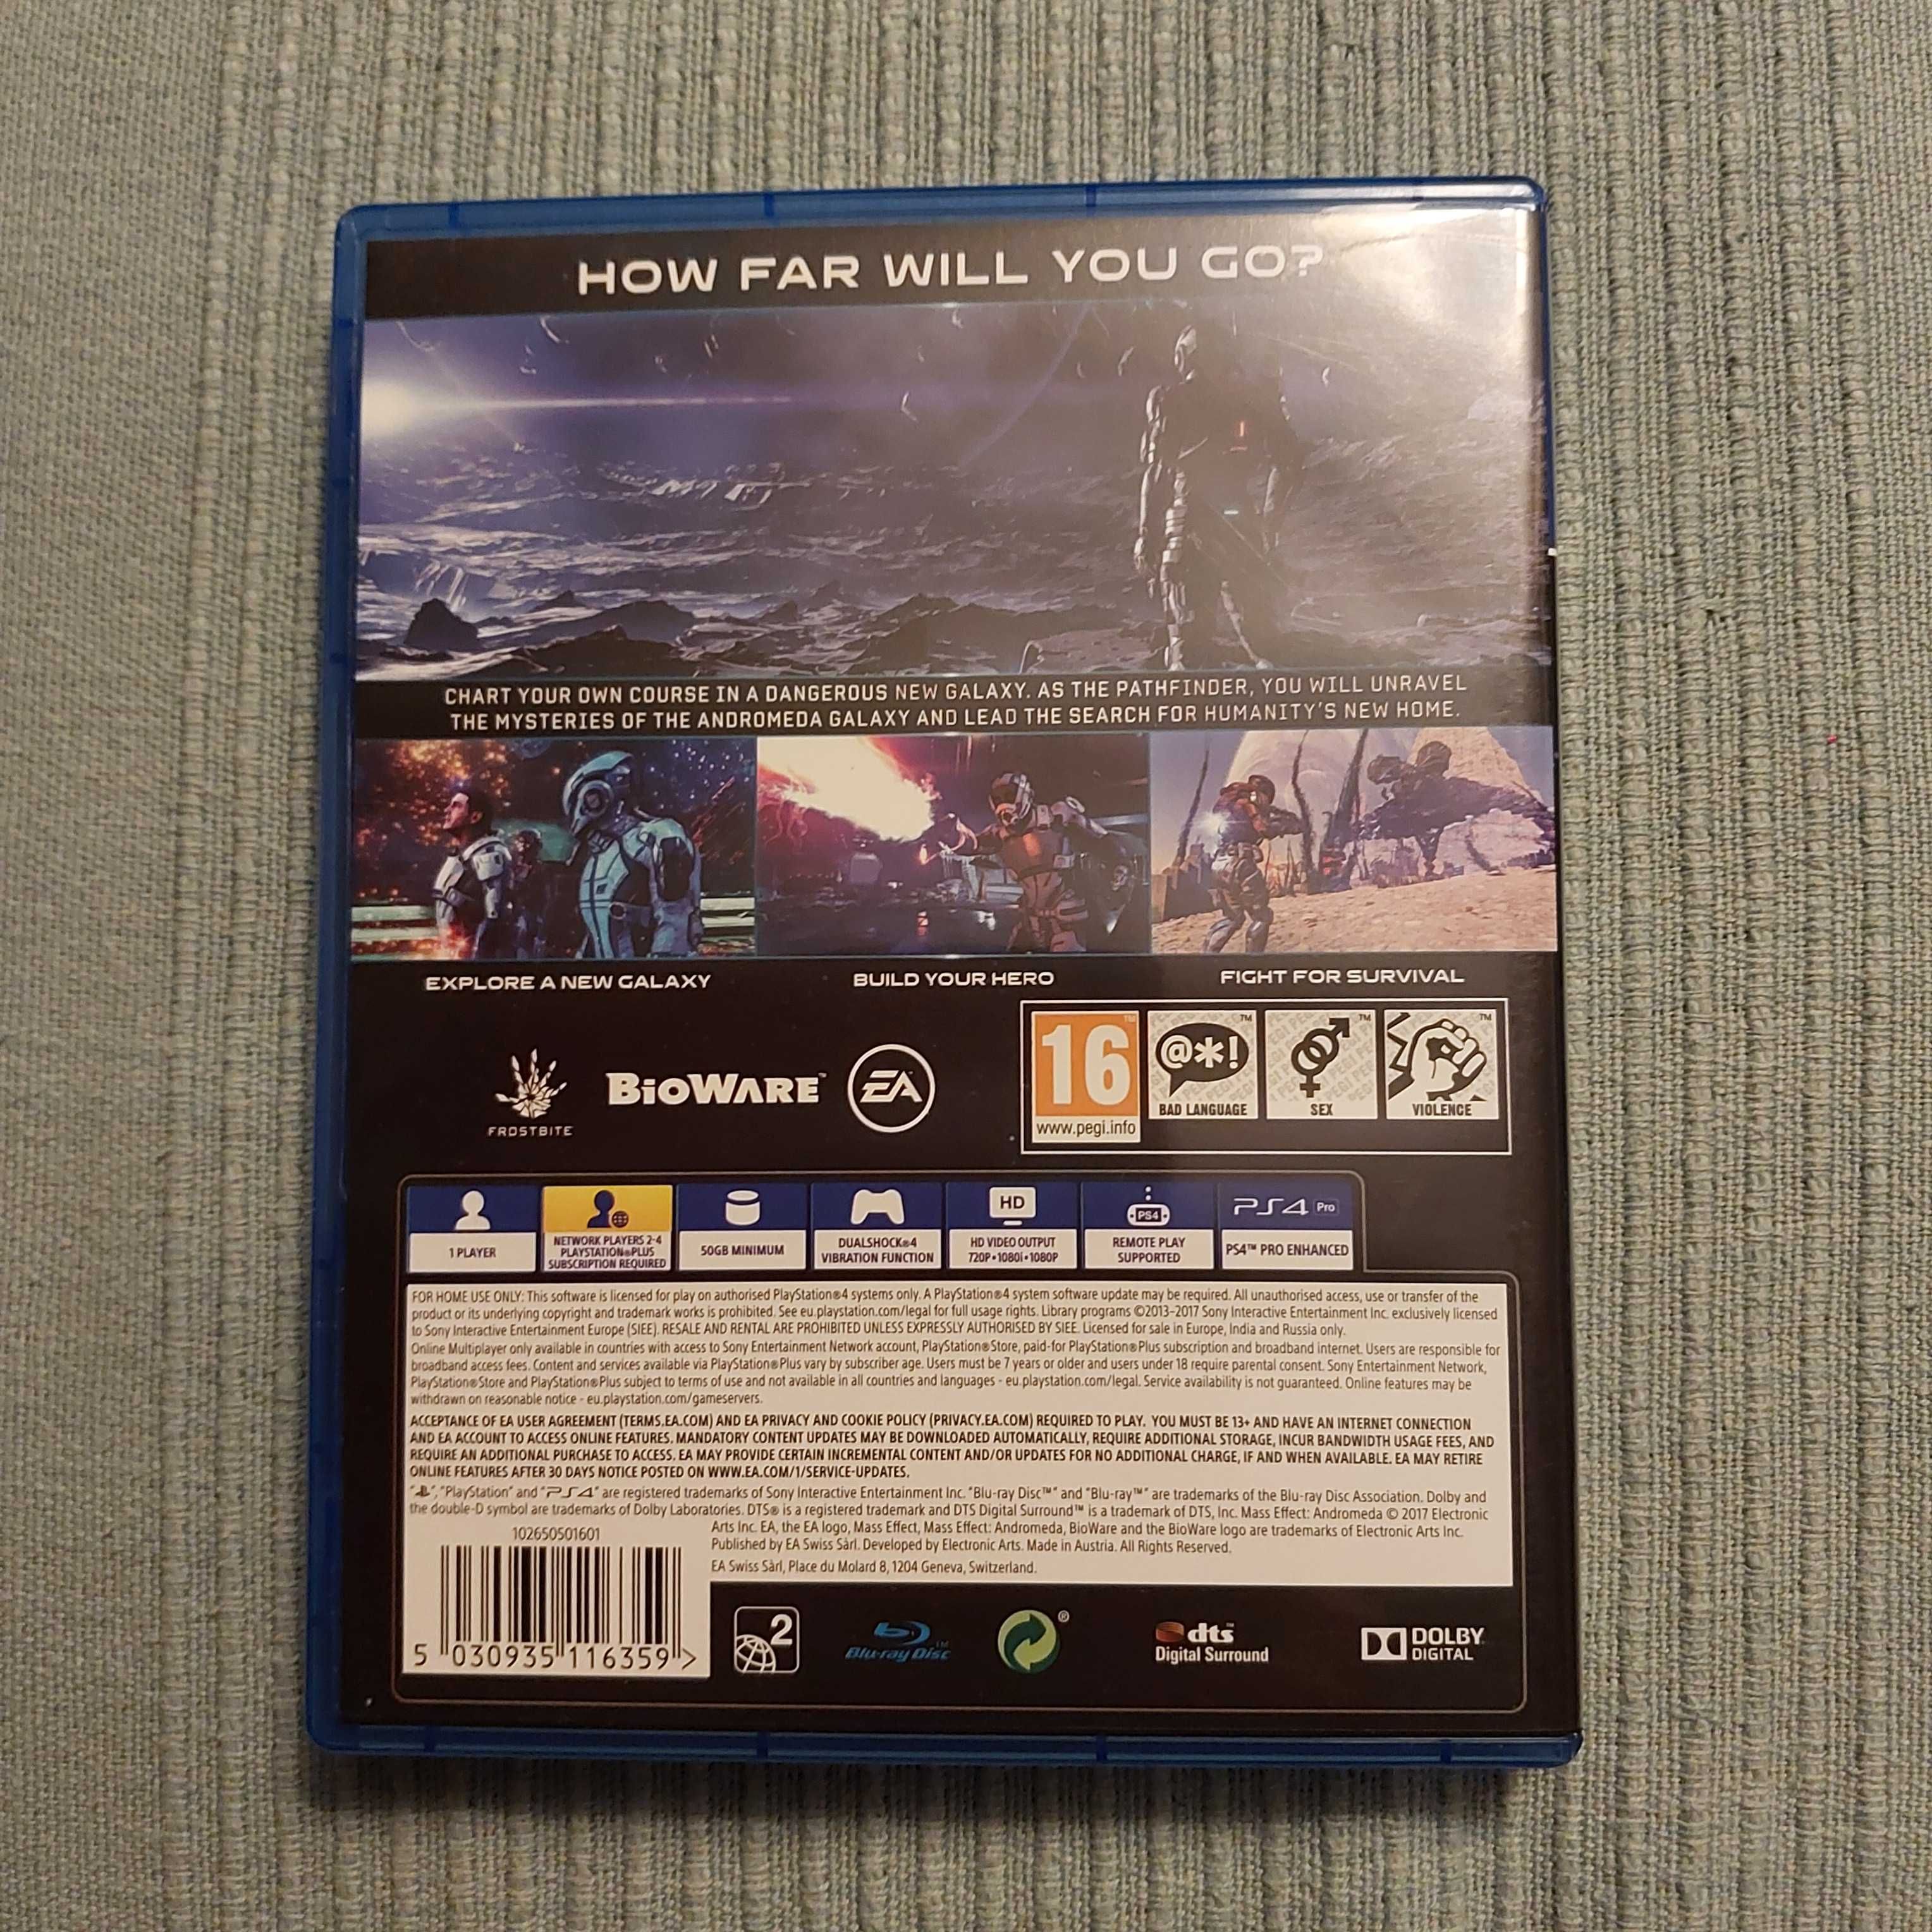 HOW FAR WILL YOU GO?
CHART YOUR OWN COURSE IN A DANGEROUS NEW GALAXY. AS THE PATHFINDER, YOU WILL UNRAVEL
THE MYSTERIES OF THE ANDROMEDA GALAXY AND LEAD THE SEARCH FOR HUMANITY'S NEW HOME.
EXPLORE A NEW GALAXY
BUILD YOUR HERO
FIGHT FOR SURVIVAL
FROSTBITE
BIOWARE™
EA
16™
www.pegi.info
@*!
BAD LANGUAGE
SEX
VIOLENCE
1 PLAYER
NETWORK PLAYERS 2-4
PLAYSTATION®PLUS
SUBSCRIPTION REQUIRED
50GB MINIMUM
DUALSHOCK®4
VIBRATION FUNCTION
HD
HD VIDEO OUTPUT
720P•1080i•1080P
PS4
REMOTE PLAY
SUPPORTED
PS4 Pro
PS4™ PRO ENHANCED
FOR HOME USE ONLY: This software is licensed for play on authorised PlayStation®4 systems only. A PlayStation®4 system software update may be required. All unauthorised access, use or transfer of the
product or its underlying copyright and trademark works is prohibited. See eu.playstation.com/legal for full usage rights. Library programs ©2013-2017 Sony Interactive Entertainment Inc. exclusively licensed
to Sony Interactive Entertainment Europe (SIEE). RESALE AND RENTAL ARE PROHIBITED UNLESS EXPRESSLY AUTHORISED BY SIEE. Licensed for sale in Europe, India and Russia only.
Online Multiplayer only available in countries with access to Sony Entertainment Network account, PlayStation®Store, paid-for PlayStation®Plus subscription and broadband internet. Users are responsible for
broadband access fees. Content and services available via PlayStation®Plus vary by subscriber age. Users must be 7 years or older and users under 18 require parental consent. Sony Entertainment Network,
PlayStation®Store and PlayStation®Plus subject to terms of use and not available in all countries and languages - eu.playstation.com/legal. Service availability is not guaranteed. Online features may be
withdrawn on reasonable notice - eu.playstation.com/gameservers.
ACCEPTANCE OF EA USER AGREEMENT (TERMS.EA.COM) AND EA PRIVACY AND COOKIE POLICY (PRIVACY.EA.COM) REQUIRED TO PLAY. YOU MUST BE 13+ AND HAVE AN INTERNET CONNECTION
AND EA ACCOUNT TO ACCESS ONLINE FEATURES. MANDATORY CONTENT UPDATES MAY BE DOWNLOADED AUTOMATICALLY, REQUIRE ADDITIONAL STORAGE, INCUR BANDWIDTH USAGE FEES, AND
REQUIRE AN ADDITIONAL PURCHASE TO ACCESS. EA MAY PROVIDE CERTAIN INCREMENTAL CONTENT AND/OR UPDATES FOR NO ADDITIONAL CHARGE, IF AND WHEN AVAILABLE. EA MAY RETIRE
ONLINE FEATURES AFTER 30 DAYS NOTICE POSTED ON WWW.EA.COM/1/SERVICE-UPDATES.
" ", "PlayStation" and "PS4" are registered trademarks of Sony Interactive Entertainment Inc. "Blu-ray Disc™" and "Blu-ray™" are trademarks of the Blu-ray Disc Association. Dolby and
the double-D symbol are trademarks of Dolby Laboratories. DTS® is a registered trademark and DTS Digital Surround™ is a trademark of DTS, Inc. Mass Effect: Andromeda © 2017 Electronic
Arts Inc. EA, the EA logo, Mass Effect, Mass Effect: Andromeda, BioWare and the BioWare logo are trademarks of Electronic Arts Inc.
Published by EA Swiss Sàrl. Developed by Electronic Arts. Made in Austria. All Rights Reserved.
EA Swiss Sàrl, Place du Molard 8, 1204 Geneva, Switzerland.
102650501601
5 030935 116359 >
2
Blu-ray Disc™
®
dts™
Digital Surround
DOLBY
DIGITAL